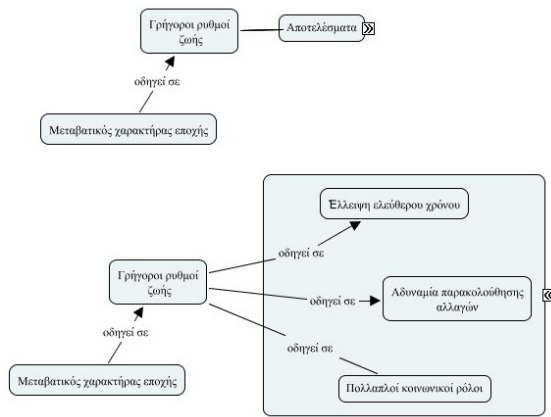 Γρήγοροι ρυθμοί
ζωής
Αποτελέσματα
οδηγεί σε
Μεταβατικός χαρακτήρας εποχής
Έλλειψη ελεύθερου χρόνου
οδηγεί σε
Γρήγοροι ρυθμοί
ζωής
οδηγεί σε
Αδυναμία παρακολούθησης
αλλαγών
οδηγεί σε
οδηγεί σε
Μεταβατικός χαρακτήρας εποχής
Πολλαπλοί κοινωνικοί ρόλοι